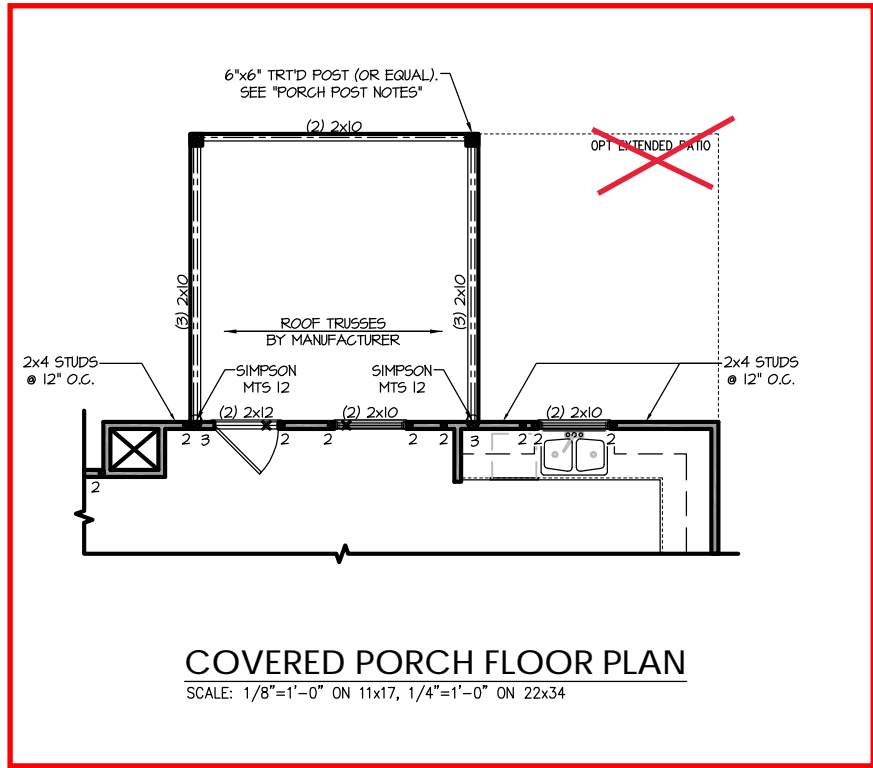 6"x6" TRT'D POST (OR EQUAL).
SEE "PORCH POST NOTES"
(2) 2x10
OPT EXTENDED PATIO
(3) 2x10
(3) 2x10
ROOF TRUSSES
BY MANUFACTURER
2x4 STUDS
@ 12" O.C.
SIMPSON
MTS 12
SIMPSON
MTS 12
2x4 STUDS
@ 12" O.C.
(2) 2x12
(2) 2x10
(2) 2x10
2 3 2 2 2 2 3 2 2 2
2
COVERED PORCH FLOOR PLAN
SCALE: 1/8"=1'-0" ON 11x17, 1/4"=1'-0" ON 22x34